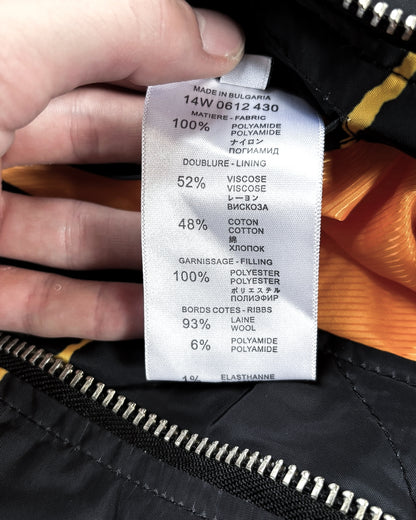 MADE IN BULGARIA
14W 0612 430
MATIERE - FABRIC
100% POLYAMIDE
POLYAMIDE
ナイロン
ПОГИАМИД
DOUBLURE - LINING
52% VISCOSE
VISCOSE
レーヨン
ВИСКОЗА
48% COTON
COTTON
綿
ХЛОПОК
GARNISSAGE - FILLING
100% POLYESTER
POLYESTER
ポリエステル
ПОЛИЭФИР
BORDS COTES - RIBBS
93% LAINE
WOOL
6% POLYAMIDE
POLYAMIDE
1% ELASTHANNE